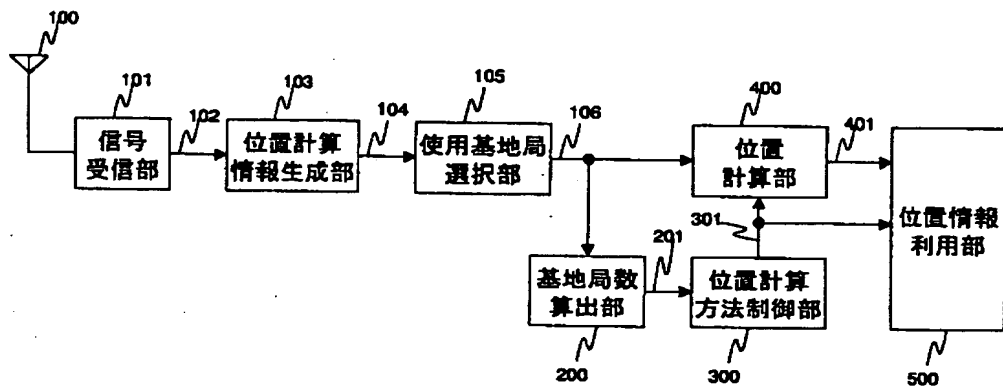 100
101
信号
受信部
102
103
位置計算
情報生成部
104
105
使用基地局
選択部
106
400
位置
計算部
401
位置情報
利用部
500
基地局数
算出部
200
201
位置計算
方法制御部
300
301